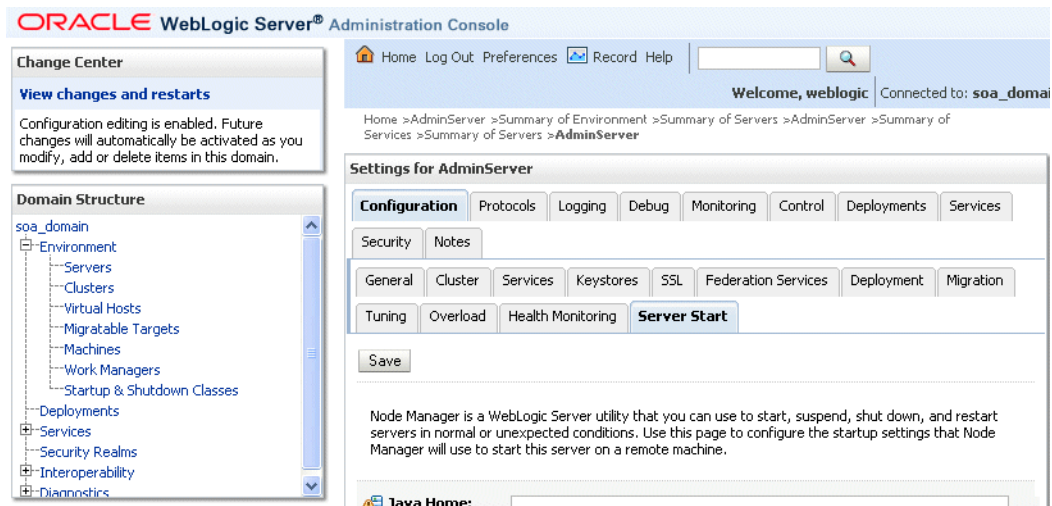 ORACLE WebLogic Server® Administration Console
Change Center
View changes and restarts
Configuration editing is enabled. Future
changes will automatically be activated as you
modify, add or delete items in this domain.
Domain Structure
soa_domain
Environment
Servers
Clusters
Virtual Hosts
Migratable Targets
Machines
Work Managers
Startup & Shutdown Classes
Deployments
Services
Security Realms
Interoperability
Diagnostics
Home Log Out Preferences Record Help
Welcome, weblogic Connected to: soa_domai
Home >AdminServer >Summary of Environment >Summary of Servers >AdminServer >Summary of
Services >Summary of Servers >AdminServer
Settings for AdminServer
Configuration Protocols Logging Debug Monitoring Control Deployments Services
Security Notes
General Cluster Services Keystores SSL Federation Services Deployment Migration
Tuning Overload Health Monitoring Server Start
Save
Node Manager is a WebLogic Server utility that you can use to start, suspend, shut down, and restart
servers in normal or unexpected conditions. Use this page to configure the startup settings that Node
Manager will use to start this server on a remote machine.
Java Home: